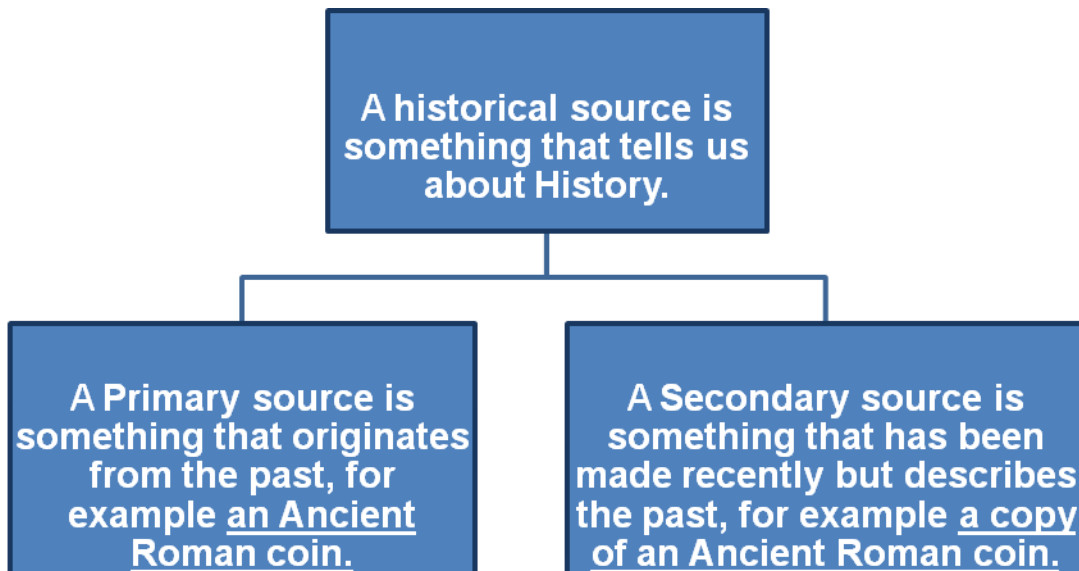 A historical source is
something that tells us
about History.
A Primary source is
something that originates
from the past, for
example an Ancient
Roman coin.
A Secondary source is
something that has been
made recently but describes
the past, for example a copy
of an Ancient Roman coin.